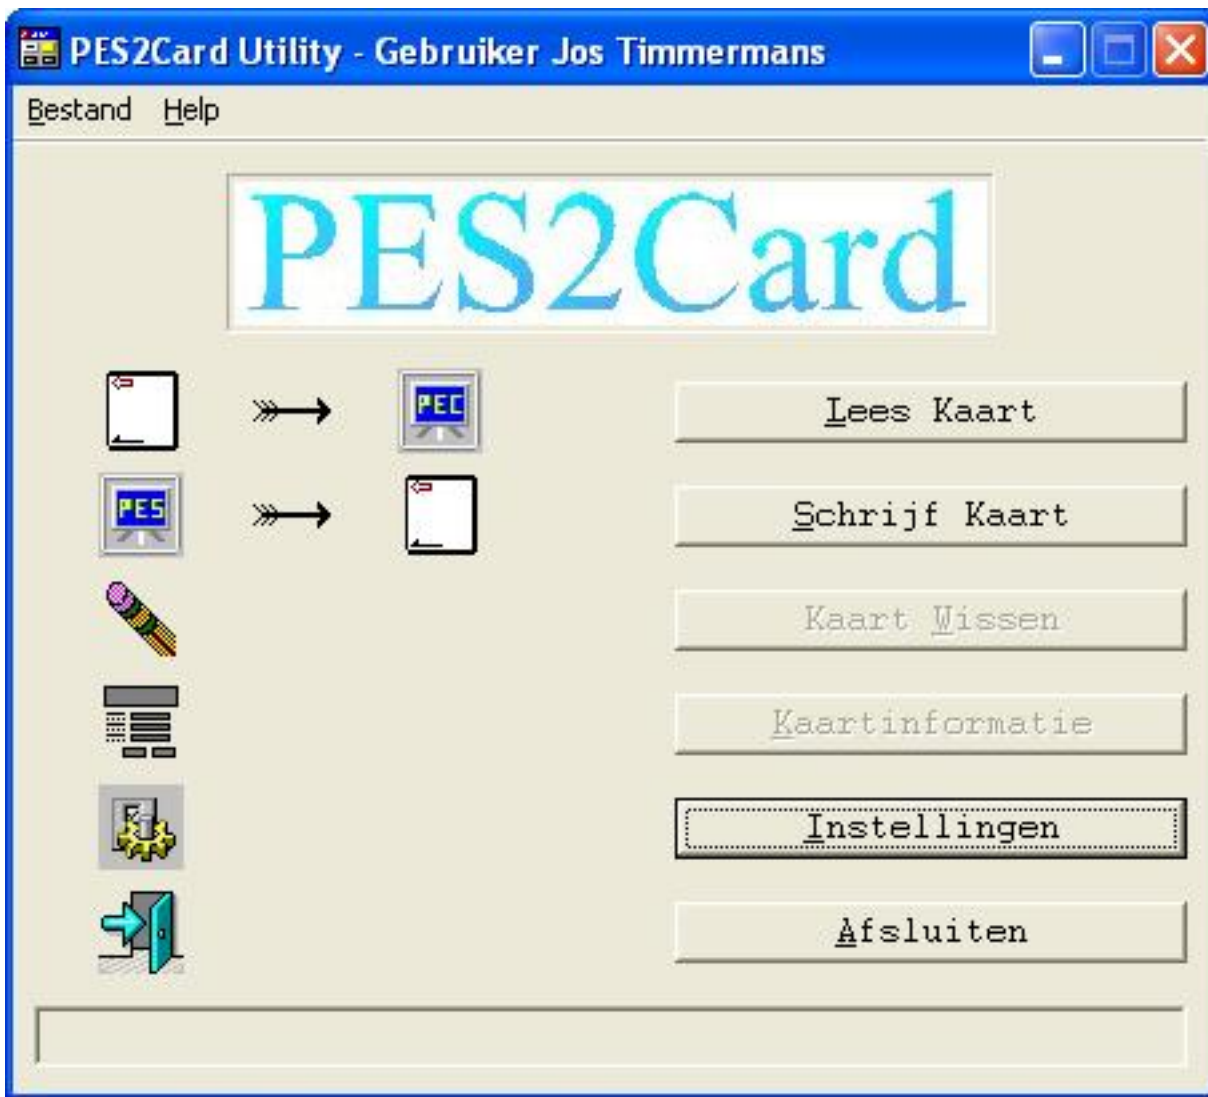 PES2Card Utility - Gebruiker Jos Timmermans
Bestand Help
PES2Card
PEC Lees Kaart
PES Schrijf Kaart
Kaart Wissen
Kaartinformatie
Instellingen
Afsluiten